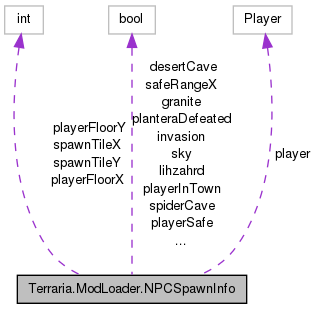 int
bool
Player
desertCave
safeRangeX
granite
planteraDefeated
invasion
sky
lihzahrd
playerInTown
spiderCave
playerSafe
...
playerFloorY
spawnTileX
spawnTileY
playerFloorX
player
Terraria.ModLoader.NPCSpawnInfo